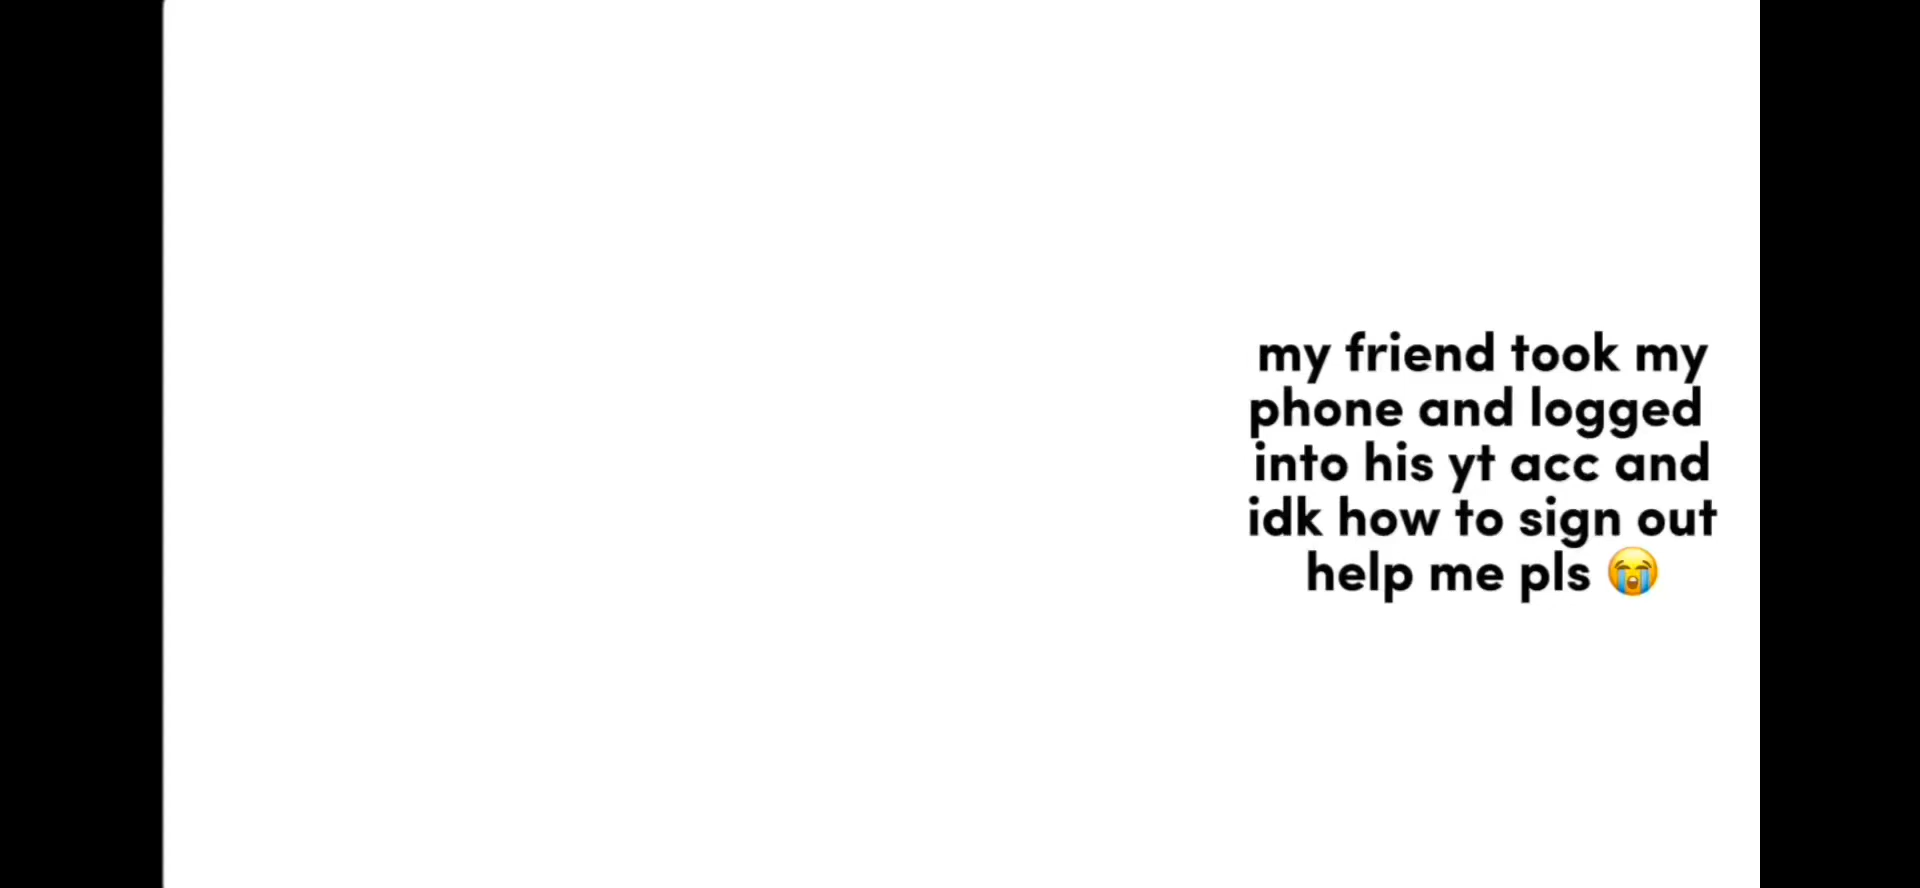 my friend took my
phone and logged
into his yt acc and
idk how to sign out
help me pls 😭